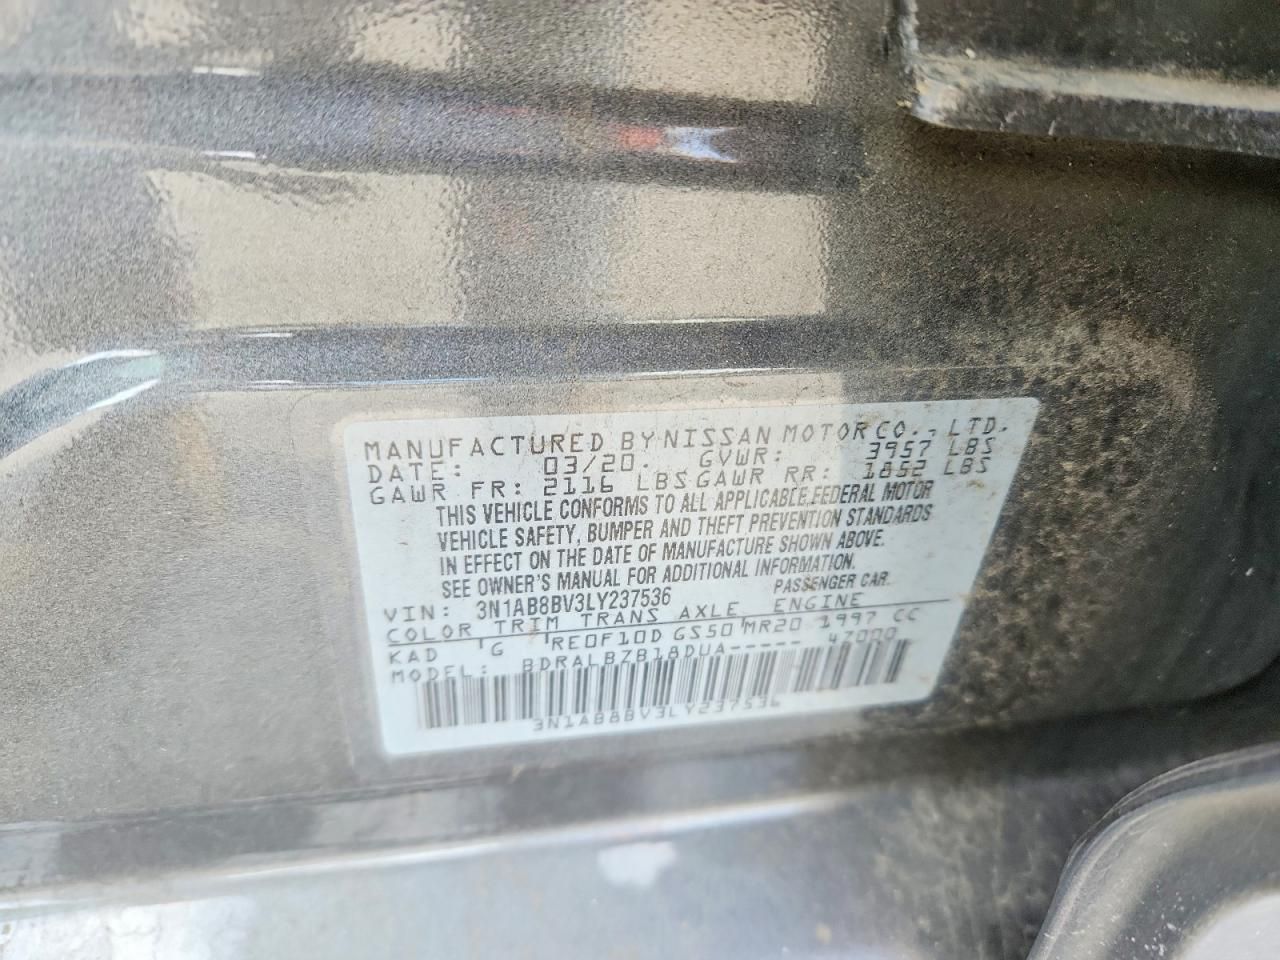 MANUFACTURED BY NISSAN MOTOR CO., LTD.
DATE: 03/20. GVWR: 3957 LBS
GAWR FR: 2116 LBS GAWR RR: 1852 LBS
THIS VEHICLE CONFORMS TO ALL APPLICABLE FEDERAL MOTOR
VEHICLE SAFETY, BUMPER AND THEFT PREVENTION STANDARDS
IN EFFECT ON THE DATE OF MANUFACTURE SHOWN ABOVE.
SEE OWNER'S MANUAL FOR ADDITIONAL INFORMATION.
VIN: 3N1AB8BV3LY237536 PASSENGER CAR
COLOR TRIM TRANS AXLE ENGINE
KAD G RE0F10D GS50 MR20 1997 CC
MODEL: BDRALBZB18DUA----- 47000
3N1AB8BV3LY237536